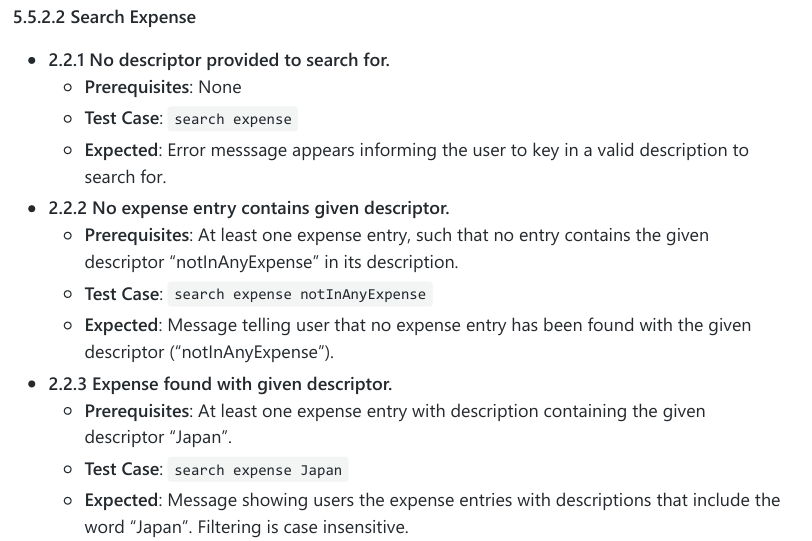 5.5.2.2 Search Expense
• 2.2.1 No descriptor provided to search for.
○ Prerequisites: None
○ Test Case: search expense
○ Expected: Error messsage appears informing the user to key in a valid description to
search for.
• 2.2.2 No expense entry contains given descriptor.
○ Prerequisites: At least one expense entry, such that no entry contains the given
descriptor “notInAnyExpense” in its description.
○ Test Case: search expense notInAnyExpense
○ Expected: Message telling user that no expense entry has been found with the given
descriptor (“notInAnyExpense”).
• 2.2.3 Expense found with given descriptor.
○ Prerequisites: At least one expense entry with description containing the given
descriptor “Japan”.
○ Test Case: search expense Japan
○ Expected: Message showing users the expense entries with descriptions that include the
word “Japan”. Filtering is case insensitive.